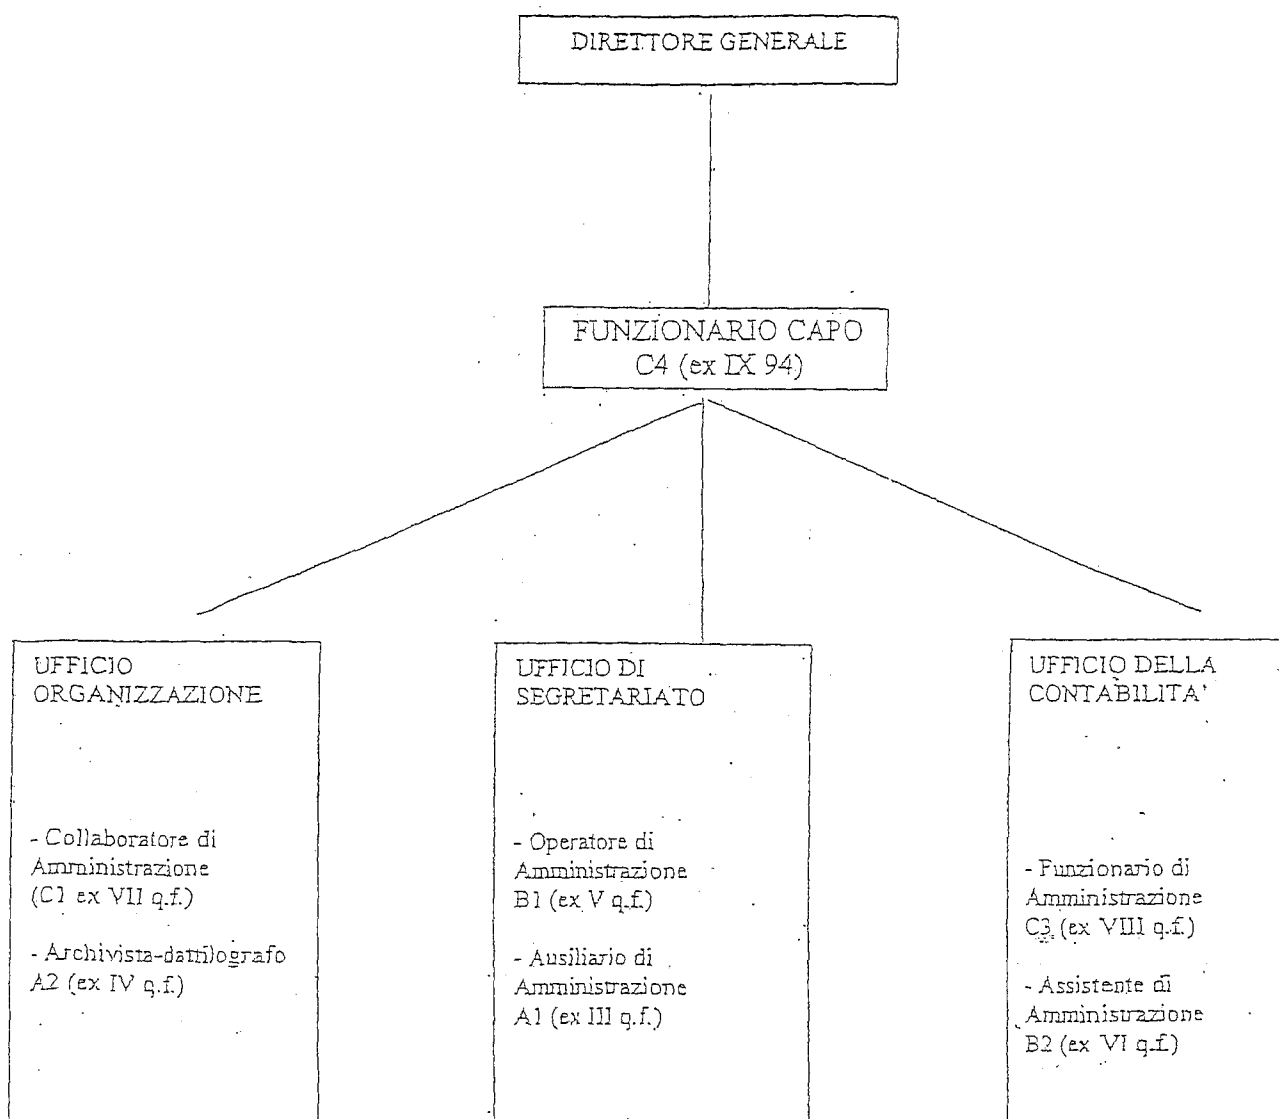 DIRETTORE GENERALE
FUNZIONARIO CAPO
C4 (ex IX 94)
UFFICIO
ORGANIZZAZIONE
- Collaboratore di
Amministrazione
(C1 ex VII q.f.)
- Archivista-dattilografo
A2 (ex IV q.f.)
UFFICIO DI
SEGRETARIATO
- Operatore di
Amministrazione
B1 (ex V q.f.)
- Ausiliario di
Amministrazione
A1 (ex III q.f.)
UFFICIO DELLA
CONTABILITA'
- Funzionario di
Amministrazione
C3 (ex VIII q.f.)
- Assistente di
Amministrazione
B2 (ex VI q.f.)